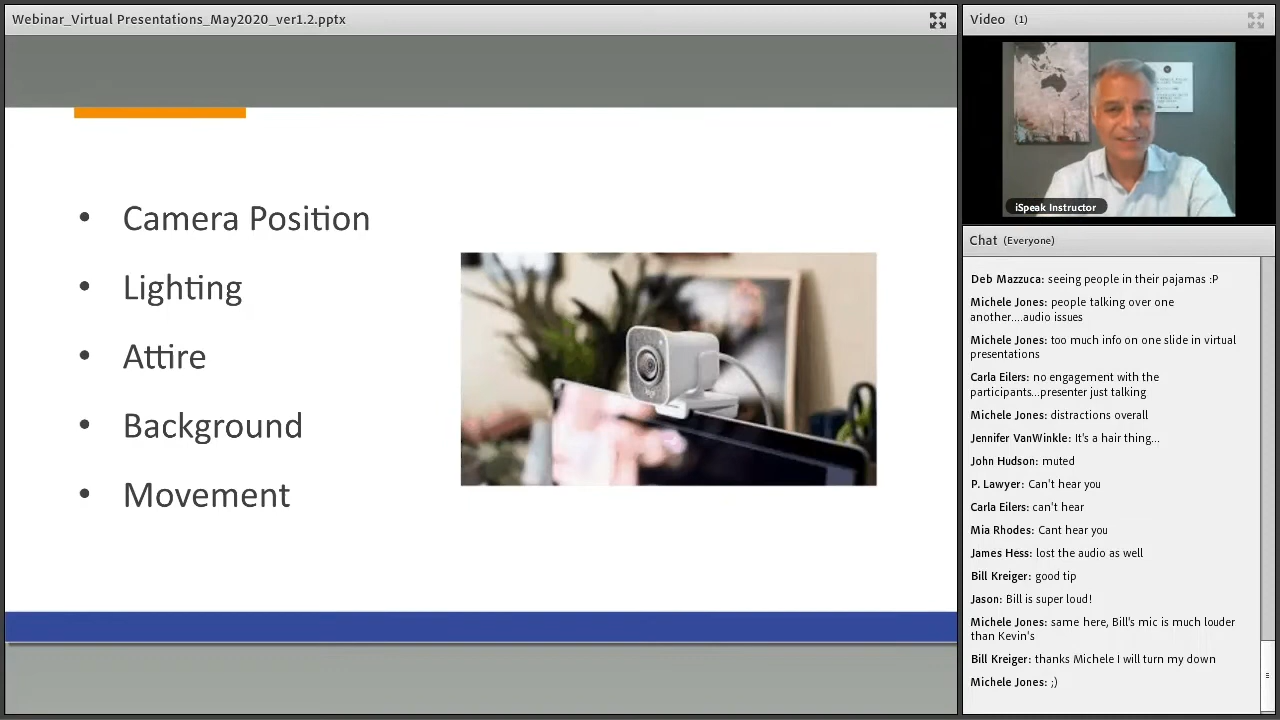 Webinar_Virtual Presentations_May2020_ver1.2.pptx
• Camera Position
• Lighting
• Attire
• Background
• Movement
logi
Video (1)
iSpeak Instructor
Chat (Everyone)
Deb Mazzuca: seeing people in their pajamas :P
Michele Jones: people talking over one
another....audio issues
Michele Jones: too much info on one slide in virtual
presentations
Carla Eilers: no engagement with the
participants...presenter just talking
Michele Jones: distractions overall
Jennifer VanWinkle: It's a hair thing...
John Hudson: muted
P. Lawyer: Can't hear you
Carla Eilers: can't hear
Mia Rhodes: Cant hear you
James Hess: lost the audio as well
Bill Kreiger: good tip
Jason: Bill is super loud!
Michele Jones: same here, Bill's mic is much louder
than Kevin's
Bill Kreiger: thanks Michele I will turn my down
Michele Jones: ;)